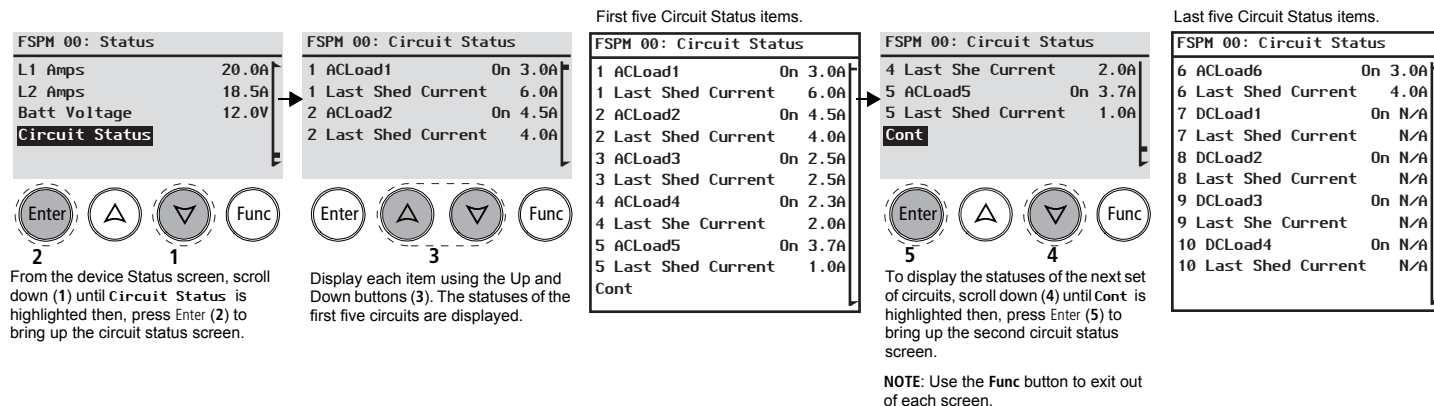 FSPM 00: Status
L1 Amps 20.0A
L2 Amps 18.5A
Batt Voltage 12.0V
Circuit Status
Enter Func
2 1
From the device Status screen, scroll
down (1) until Circuit Status is
highlighted then, press Enter (2) to
bring up the circuit status screen.
FSPM 00: Circuit Status
1 ACLoad1 On 3.0A
1 Last Shed Current 6.0A
2 ACLoad2 On 4.5A
2 Last Shed Current 4.0A
Enter Func
3
Display each item using the Up and
Down buttons (3). The statuses of the
first five circuits are displayed.
First five Circuit Status items.
FSPM 00: Circuit Status
1 ACLoad1 On 3.0A
1 Last Shed Current 6.0A
2 ACLoad2 On 4.5A
2 Last Shed Current 4.0A
3 ACLoad3 On 2.5A
3 Last Shed Current 2.5A
4 ACLoad4 On 2.3A
4 Last She Current 2.0A
5 ACLoad5 On 3.7A
5 Last Shed Current 1.0A
Cont
FSPM 00: Circuit Status
4 Last She Current 2.0A
5 ACLoad5 On 3.7A
5 Last Shed Current 1.0A
Cont
Enter Func
5 4
To display the statuses of the next set
of circuits, scroll down (4) until Cont is
highlighted then, press Enter (5) to
bring up the second circuit status
screen.
NOTE: Use the Func button to exit out
of each screen.
Last five Circuit Status items.
FSPM 00: Circuit Status
6 ACLoad6 On 3.0A
6 Last Shed Current 4.0A
7 DCLoad1 On N/A
7 Last Shed Current N/A
8 DCLoad2 On N/A
8 Last Shed Current N/A
9 DCLoad3 On N/A
9 Last She Current N/A
10 DCLoad4 On N/A
10 Last Shed Current N/A